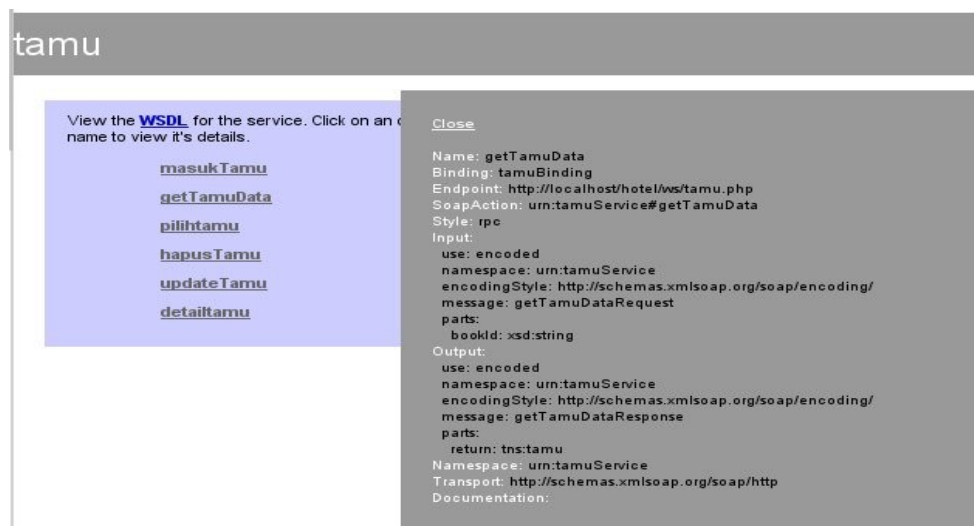 tamu
View the WSDL for the service. Click on an
name to view it's details.
masukTamu
getTamuData
pilihtamu
hapusTamu
updateTamu
detailtamu
Close
Name: getTamuData
Binding: tamuBinding
Endpoint: http://localhost/hotel/ws/tamu.php
SoapAction: urn:tamuService#getTamuData
Style: rpc
Input:
use: encoded
namespace: urn:tamuService
encodingStyle: http://schemas.xmlsoap.org/soap/encoding/
message: getTamuDataRequest
parts:
bookId: xsd:string
Output:
use: encoded
namespace: urn:tamuService
encodingStyle: http://schemas.xmlsoap.org/soap/encoding/
message: getTamuDataResponse
parts:
return: tns:tamu
Namespace: urn:tamuService
Transport: http://schemas.xmlsoap.org/soap/http
Documentation: